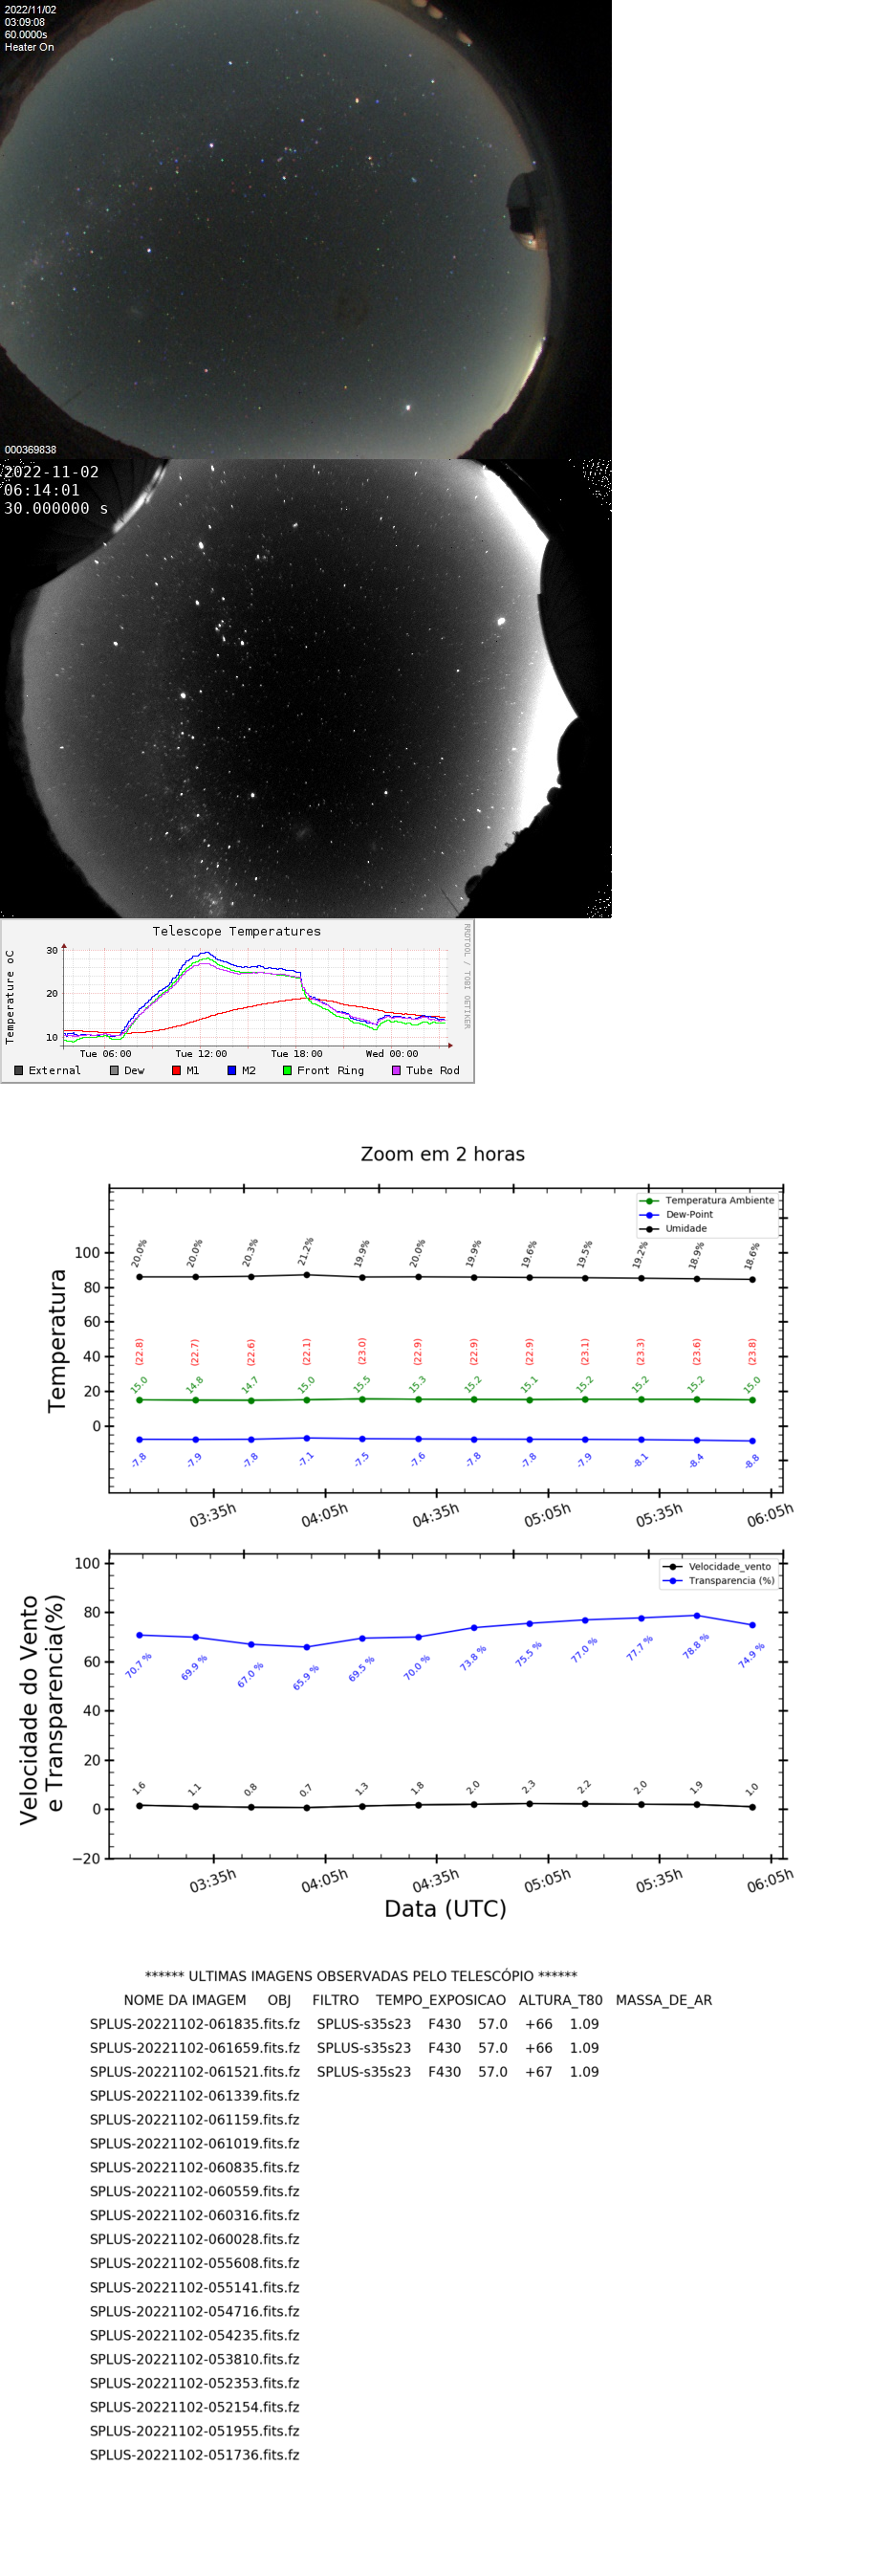 2022/11/02
03:09:08
60.0000s
Heater On
000369838
2022-11-02
06:14:01
30.000000 s
Telescope Temperatures
RRDTOOL / TOBI OETIKER
Temperature oC
30
20
10
Tue 06:00 Tue 12:00 Tue 18:00 Wed 00:00
External Dew M1 M2 Front Ring Tube Rod
Zoom em 2 horas
Temperatura Ambiente
Dew-Point
Umidade
Temperatura
100
80
60
40
20
0
20.0% 20.0% 20.3% 21.2% 19.9% 20.0% 19.9% 19.6% 19.5% 19.2% 18.9% 18.6%
(22.8) (22.7) (22.6) (22.1) (23.0) (22.9) (22.9) (22.9) (23.1) (23.3) (23.6) (23.8)
15.0 14.8 14.7 15.0 15.5 15.3 15.2 15.1 15.2 15.2 15.2 15.0
-7.8 -7.9 -7.8 -7.1 -7.5 -7.6 -7.8 -7.8 -7.9 -8.1 -8.4 -8.8
03:35h 04:05h 04:35h 05:05h 05:35h 06:05h
Velocidade_vento
Transparencia (%)
Velocidade do Vento
e Transparencia(%)
100
80
60
40
20
0
−20
70.7 % 69.9 % 67.0 % 65.9 % 69.5 % 70.0 % 73.8 % 75.5 % 77.0 % 77.7 % 78.8 % 74.9 %
1.6 1.1 0.8 0.7 1.3 1.8 2.0 2.3 2.2 2.0 1.9 1.0
03:35h 04:05h 04:35h 05:05h 05:35h 06:05h
Data (UTC)
****** ULTIMAS IMAGENS OBSERVADAS PELO TELESCÓPIO ******
NOME DA IMAGEM OBJ FILTRO TEMPO_EXPOSICAO ALTURA_T80 MASSA_DE_AR
SPLUS-20221102-061835.fits.fz SPLUS-s35s23 F430 57.0 +66 1.09
SPLUS-20221102-061659.fits.fz SPLUS-s35s23 F430 57.0 +66 1.09
SPLUS-20221102-061521.fits.fz SPLUS-s35s23 F430 57.0 +67 1.09
SPLUS-20221102-061339.fits.fz
SPLUS-20221102-061159.fits.fz
SPLUS-20221102-061019.fits.fz
SPLUS-20221102-060835.fits.fz
SPLUS-20221102-060559.fits.fz
SPLUS-20221102-060316.fits.fz
SPLUS-20221102-060028.fits.fz
SPLUS-20221102-055608.fits.fz
SPLUS-20221102-055141.fits.fz
SPLUS-20221102-054716.fits.fz
SPLUS-20221102-054235.fits.fz
SPLUS-20221102-053810.fits.fz
SPLUS-20221102-052353.fits.fz
SPLUS-20221102-052154.fits.fz
SPLUS-20221102-051955.fits.fz
SPLUS-20221102-051736.fits.fz